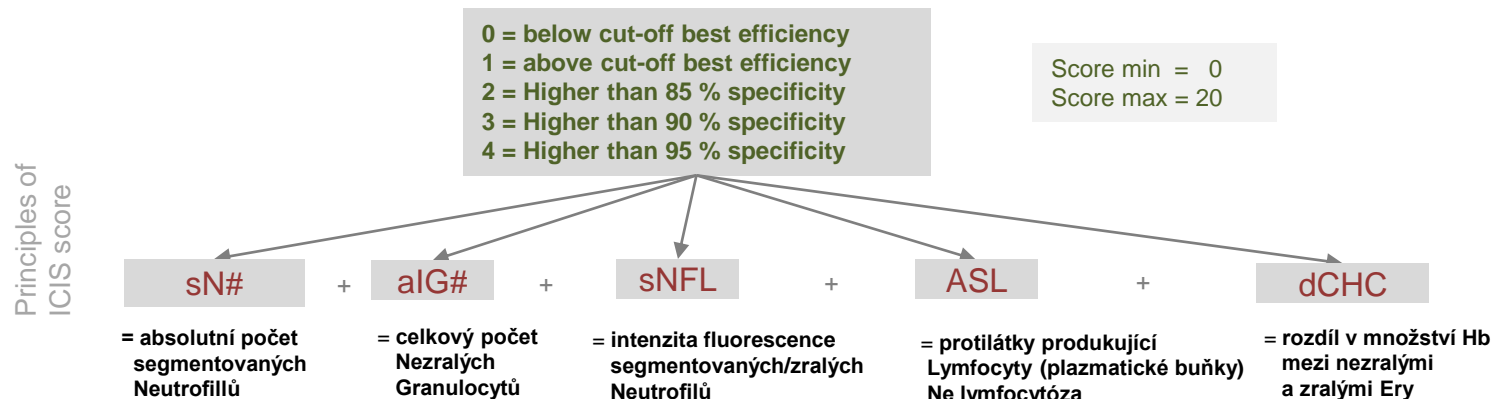 0 = below cut-off best efficiency
1 = above cut-off best efficiency
2 = Higher than 85 % specificity
3 = Higher than 90 % specificity
4 = Higher than 95 % specificity
Score min = 0
Score max = 20
Principles of
ICIS score
sN# + aIG# + sNFL + ASL + dCHC
= absolutní počet
segmentovaných
Neutrofillů
= celkový počet
Nezralých
Granulocytů
= intenzita fluorescence
segmentovaných/zralých
Neutrofilů
= protilátky produkující
Lymfocyty (plazmatické buňky)
Ne lymfocytóza
= rozdíl v množství Hb
mezi nezralými
a zralými Ery